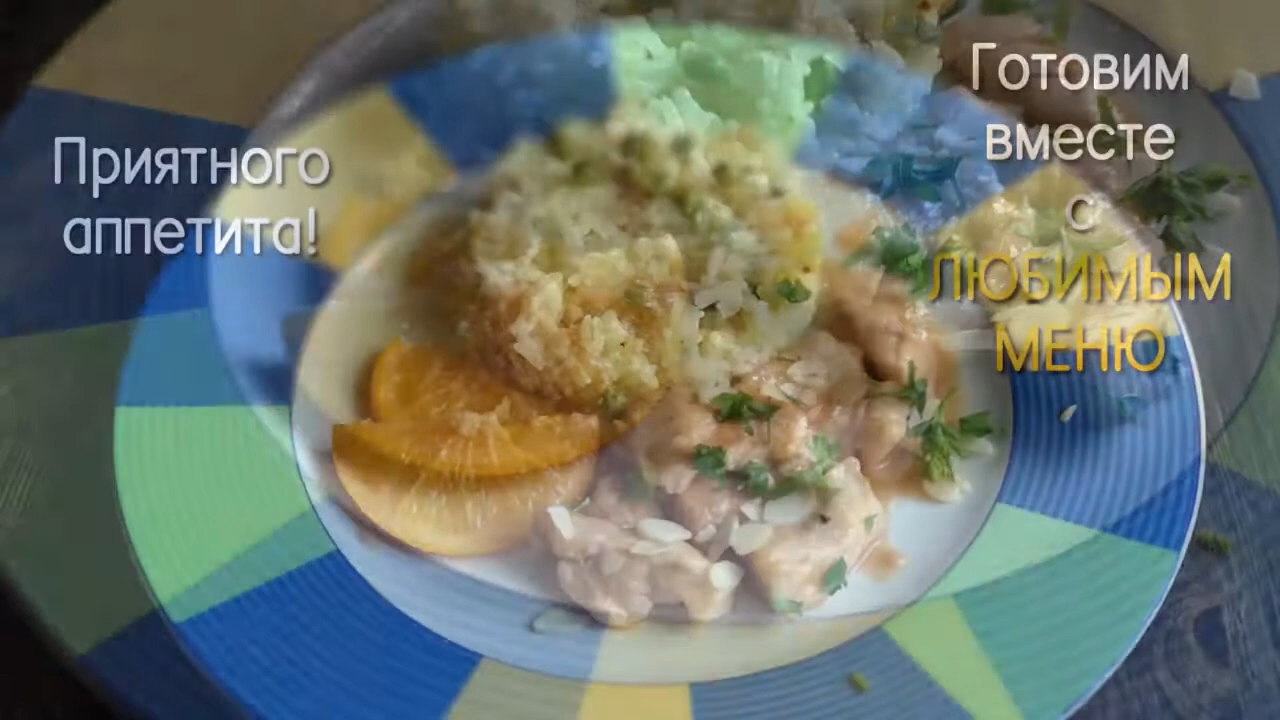 Приятного
аппетита!
Готовим
вместе
с
ЛЮБИМЫМ
МЕНЮ